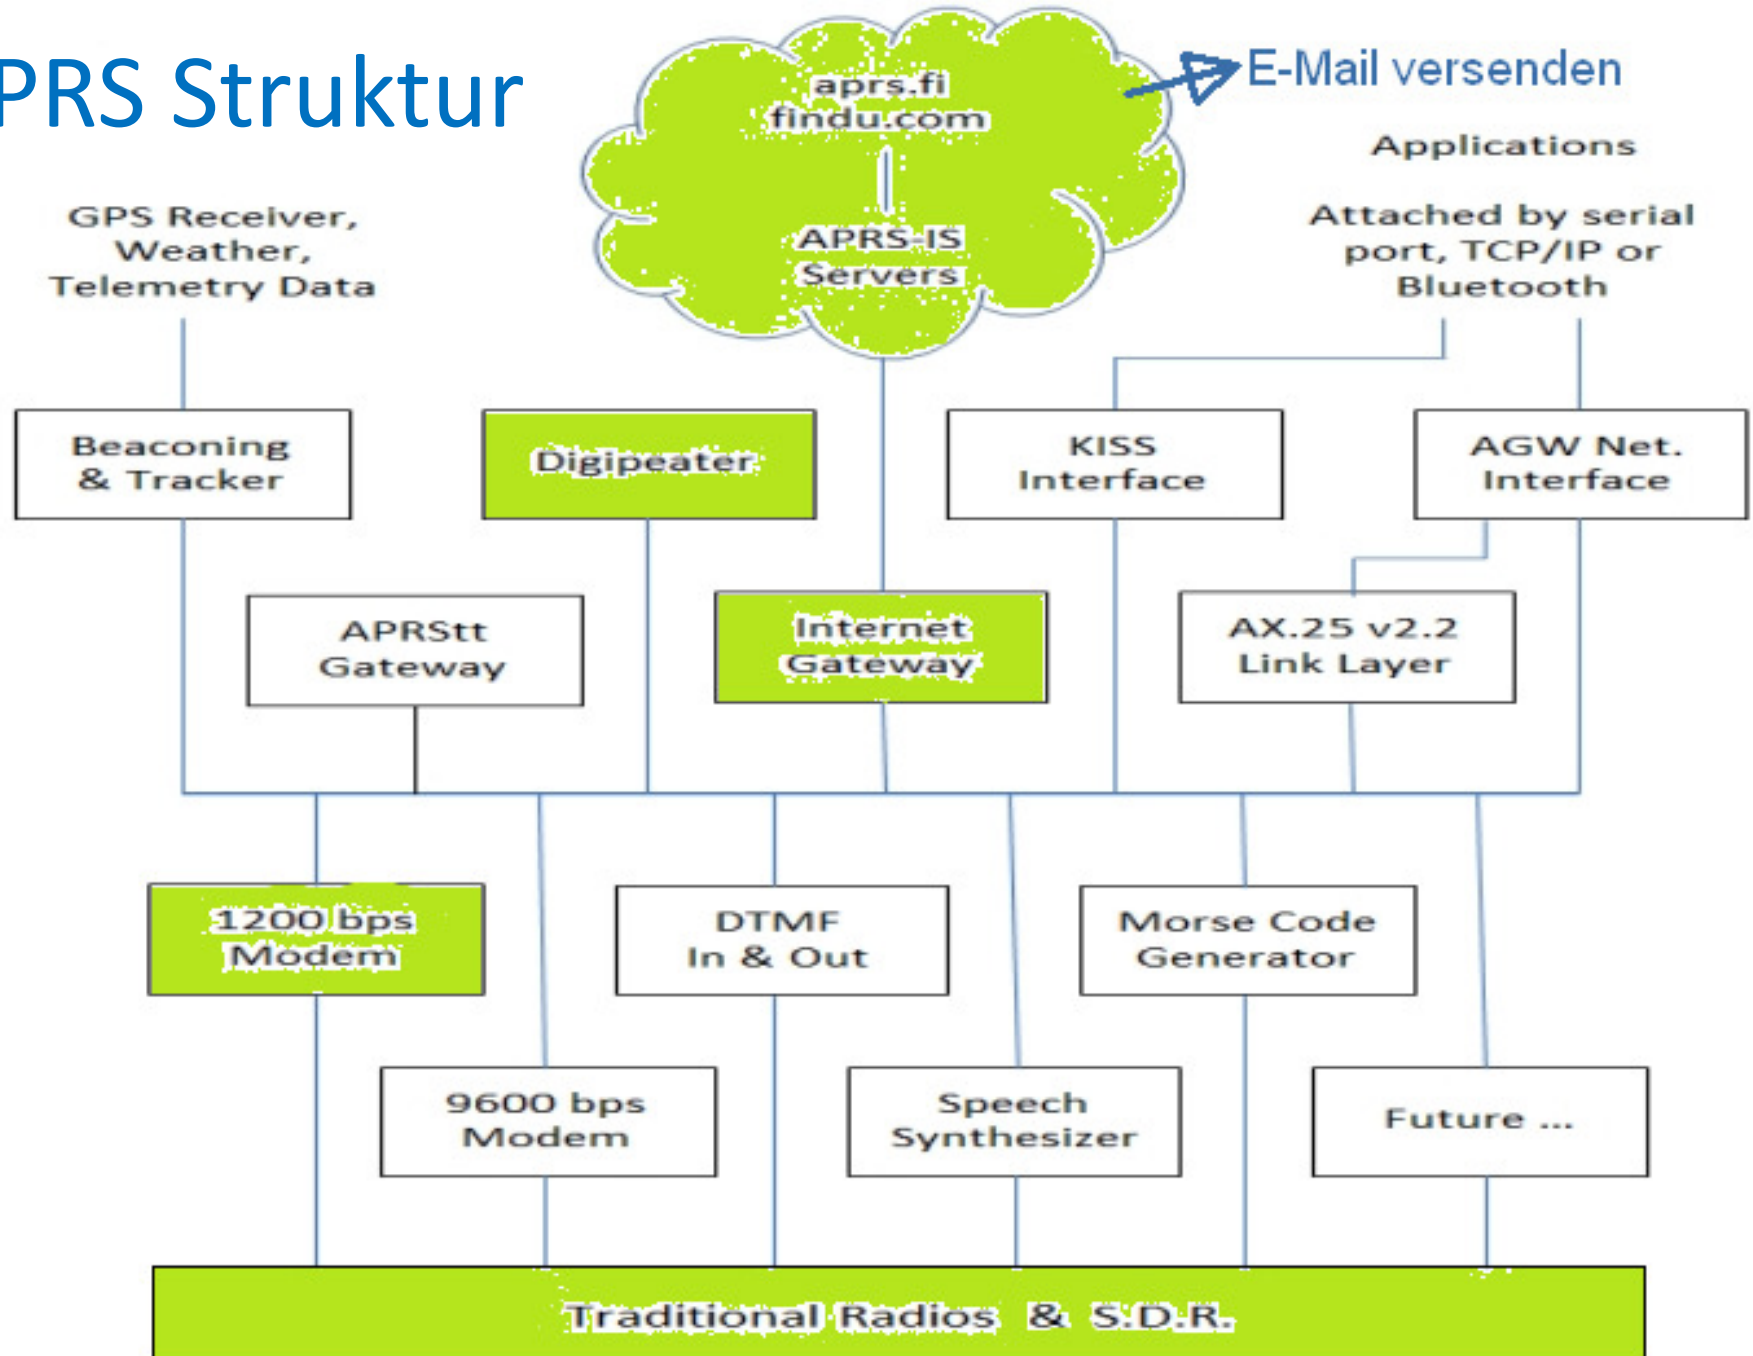 PRS Struktur
aprs.fi
findu.com
E-Mail versenden
APRS-IS
Servers
Applications
Attached by serial
port, TCP/IP or
Bluetooth
GPS Receiver,
Weather,
Telemetry Data
Beaconing
& Tracker
Digipeater
KISS
Interface
AGW Net.
Interface
APRStt
Gateway
Internet
Gateway
AX.25 v2.2
Link Layer
1200 bps
Modem
DTMF
In & Out
Morse Code
Generator
9600 bps
Modem
Speech
Synthesizer
Future ...
Traditional Radios & S.D.R.